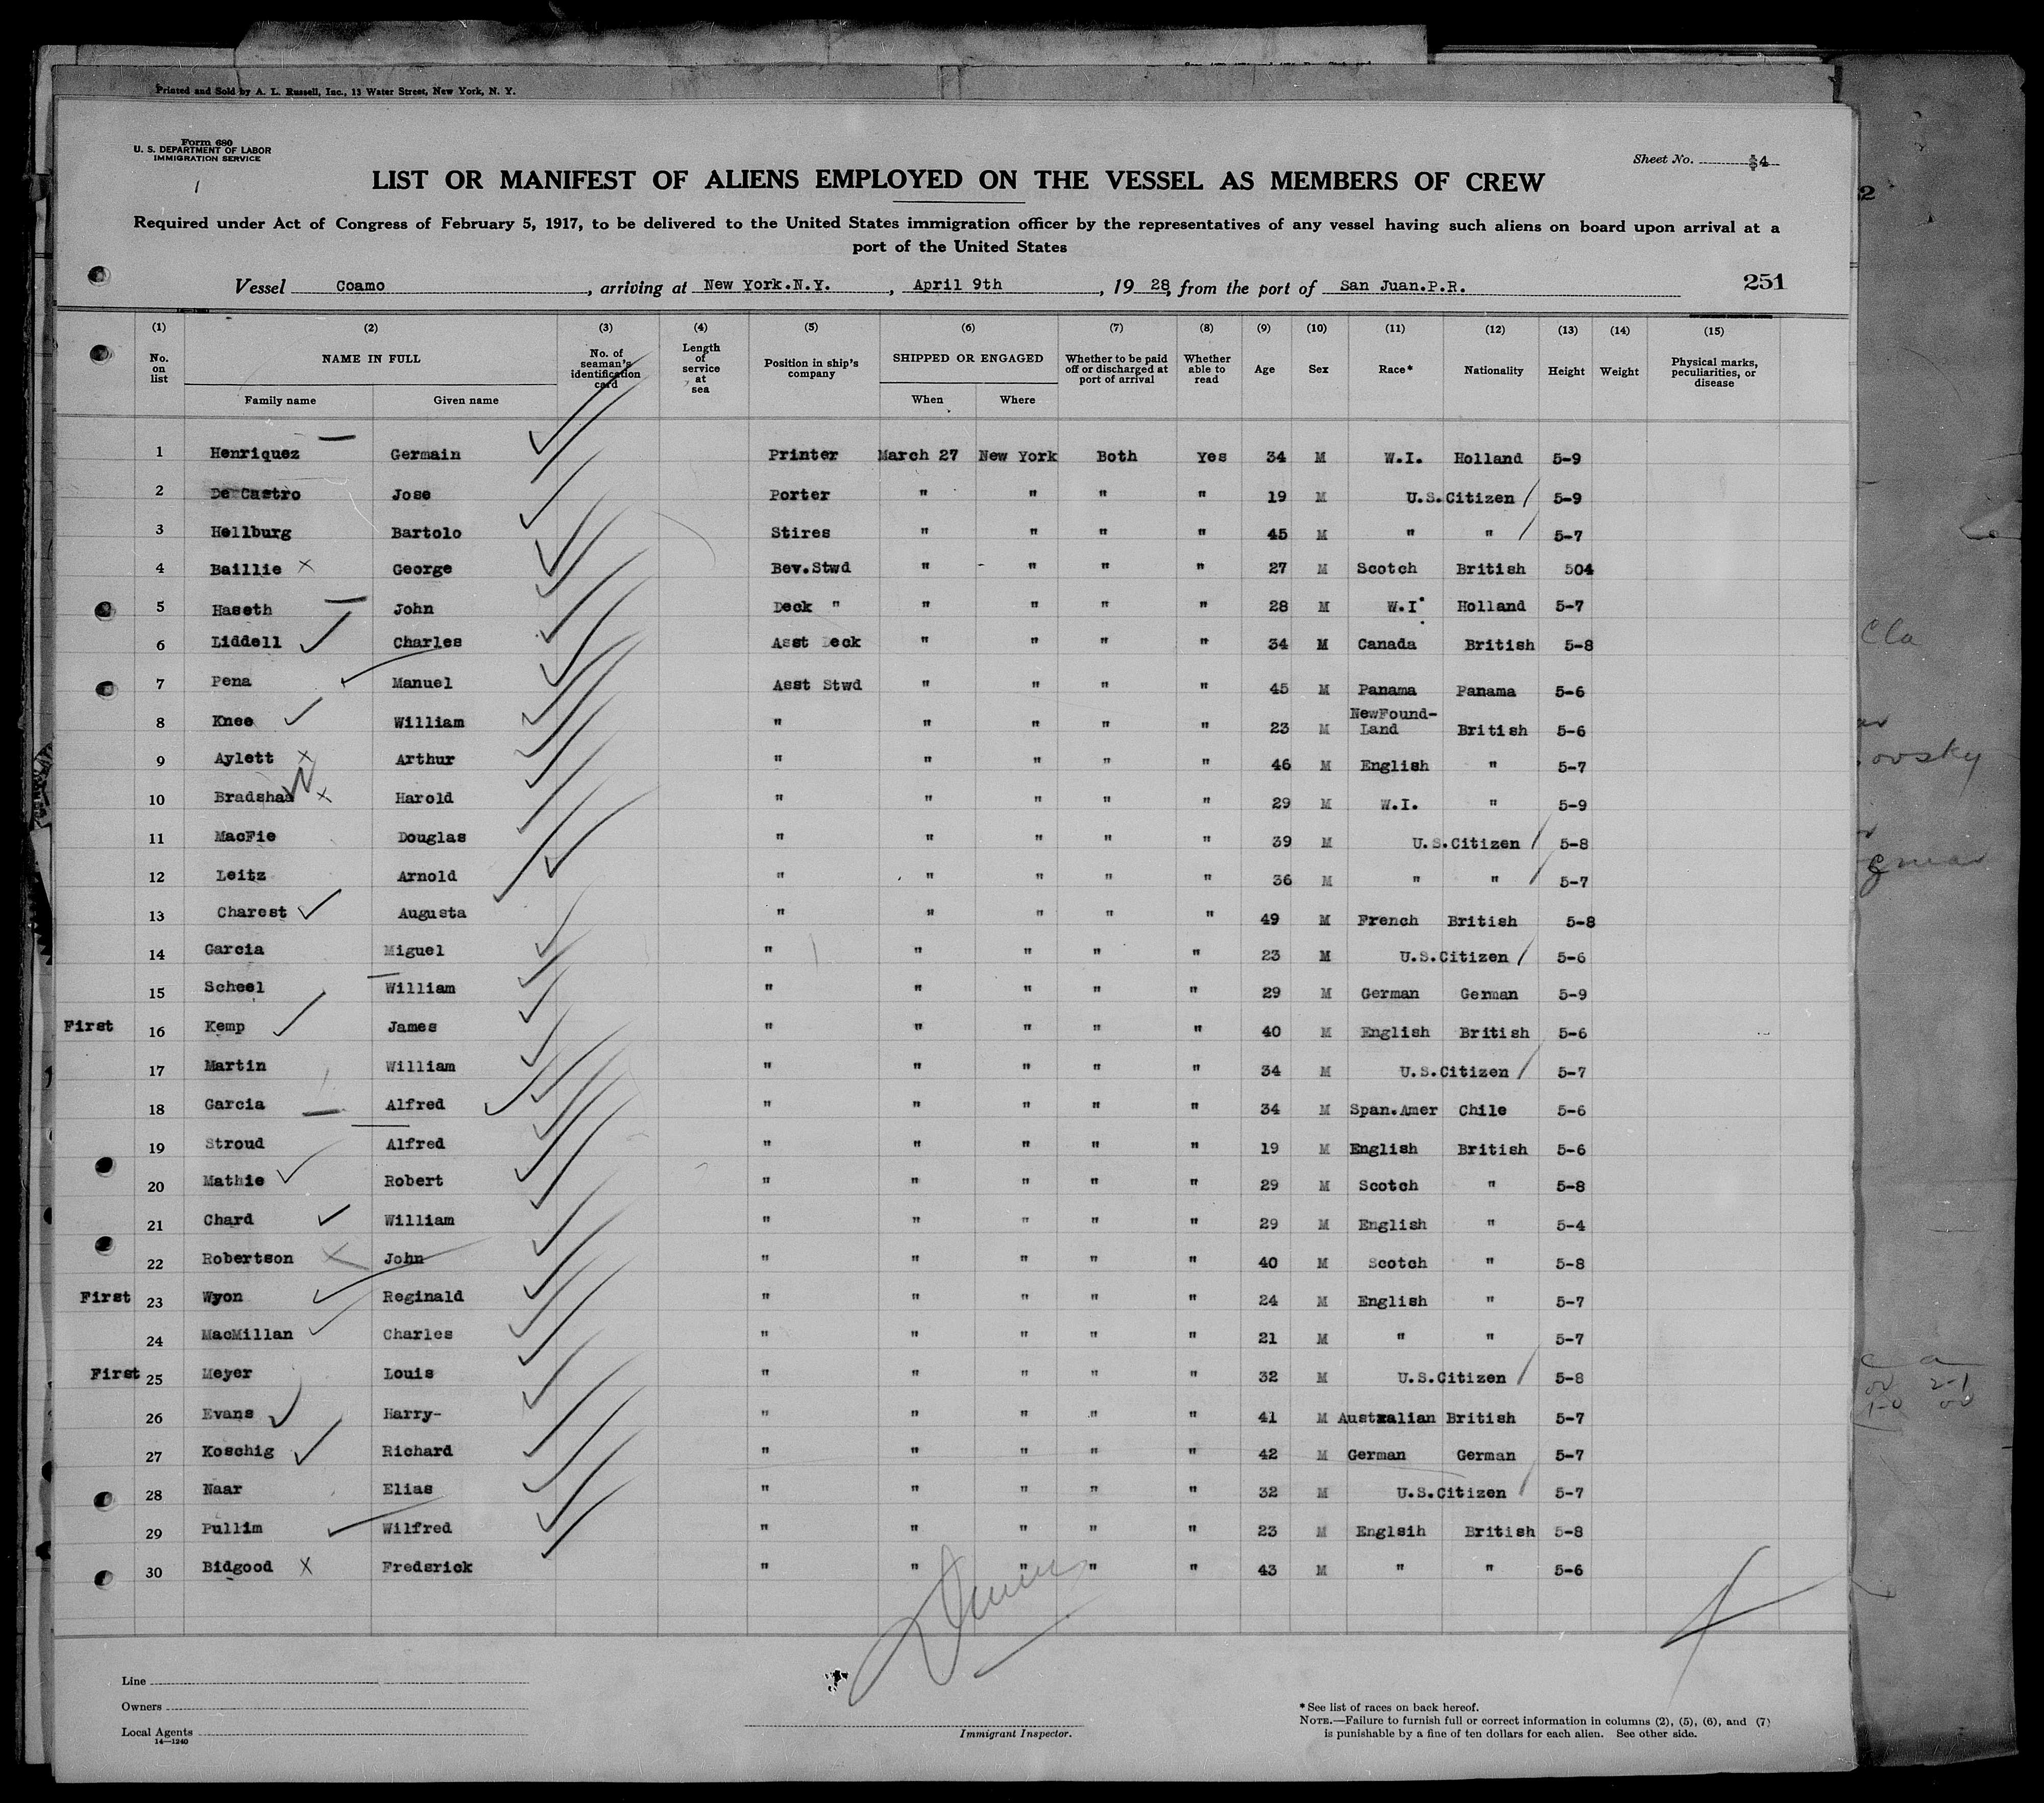 Printed and Sold by A. L. Russell, Inc., 13 Water Street, New York, N. Y.
Form 680
U. S. DEPARTMENT OF LABOR
IMMIGRATION SERVICE
Sheet No. 4
LIST OR MANIFEST OF ALIENS EMPLOYED ON THE VESSEL AS MEMBERS OF CREW
Required under Act of Congress of February 5, 1917, to be delivered to the United States immigration officer by the representatives of any vessel having such aliens on board upon arrival at a
port of the United States
Vessel Coamo, arriving at New York.N.Y., April 9th, 19 28, from the port of San Juan.P.R. 251
(1) (2) (3) (4) (5) (6) (7) (8) (9) (10) (11) (12) (13) (14) (15)
No. on list NAME IN FULL No. of seaman's identification card Length of service at sea Position in ship's company SHIPPED OR ENGAGED Whether to be paid off or discharged at port of arrival Whether able to read Age Sex Race* Nationality Height Weight Physical marks, peculiarities, or disease
Family name Given name When Where
1 Henriquez Germain Printer March 27 New York Both Yes 34 M W.I. Holland 5-9
2 De Castro Jose Porter " " " " 19 M U.S.Citizen 5-9
3 Hellburg Bartolo Stires " " " " 45 M " " 5-7
4 Baillie George Bev.Stwd " " " " 27 M Scotch British 504
5 Haseth John Deck " " " " " 28 M W.I. Holland 5-7
6 Liddell Charles Asst Deck " " " " 34 M Canada British 5-8
7 Pena Manuel Asst Stwd " " " " 45 M Panama Panama 5-6
8 Knee William " " " " " 23 M NewFound-Land British 5-6
9 Aylett Arthur " " " " " 46 M English " 5-7
10 Bradshaw Harold " " " " " 29 M W.I. " 5-9
11 MacFie Douglas " " " " " 39 M U.S.Citizen 5-8
12 Leitz Arnold " " " " " 36 M " " 5-7
13 Charest Augusta " " " " " 49 M French British 5-8
14 Garcia Miguel " " " " " 23 M U.S.Citizen 5-6
15 Scheel William " " " " " 29 M German German 5-9
First 16 Kemp James " " " " " 40 M English British 5-6
17 Martin William " " " " " 34 M U.S.Citizen 5-7
18 Garcia Alfred " " " " " 34 M Span.Amer Chile 5-6
19 Stroud Alfred " " " " " 19 M English British 5-6
20 Mathie Robert " " " " " 29 M Scotch " 5-8
21 Chard William " " " " " 29 M English " 5-4
22 Robertson John " " " " " 40 M Scotch " 5-8
First 23 Wyon Reginald " " " " " 24 M English " 5-7
24 MacMillan Charles " " " " " 21 M " " 5-7
First 25 Meyer Louis " " " " " 32 M U.S.Citizen 5-8
26 Evans Harry- " " " " " 41 M Australian British 5-7
27 Koschig Richard " " " " " 42 M German German 5-7
28 Naar Elias " " " " " 32 M U.S.Citizen 5-7
29 Pullim Wilfred " " " " " 23 M Englsih British 5-8
30 Bidgood Frederick " " " " " 43 M " " 5-6
Line
Owners
Local Agents
14—1240
Immigrant Inspector.
* See list of races on back hereof.
NOTE.—Failure to furnish full or correct information in columns (2), (5), (6), and (7)
is punishable by a fine of ten dollars for each alien. See other side.